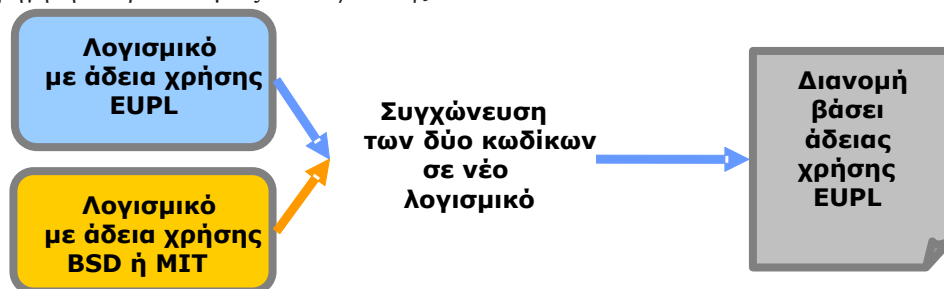 Λογισμικό
με άδεια χρήσης
EUPL
Λογισμικό
με άδεια χρήσης
BSD ή MIT
Συγχώνευση
των δύο κωδίκων
σε νέο
λογισμικό
Διανομή
βάσει
άδειας
χρήσης
EUPL